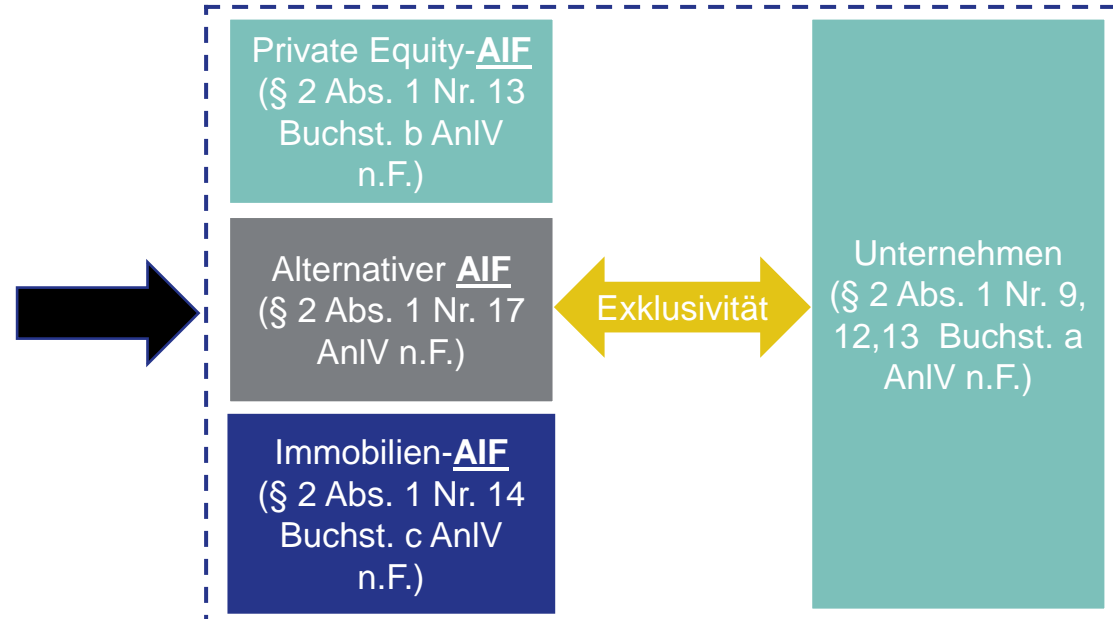 Private Equity-AIF
(§ 2 Abs. 1 Nr. 13
Buchst. b AnlV
n.F.)
Alternativer AIF
(§ 2 Abs. 1 Nr. 17
AnlV n.F.)
Exklusivität
Immobilien-AIF
(§ 2 Abs. 1 Nr. 14
Buchst. c AnlV
n.F.)
Unternehmen
(§ 2 Abs. 1 Nr. 9,
12,13 Buchst. a
AnlV n.F.)